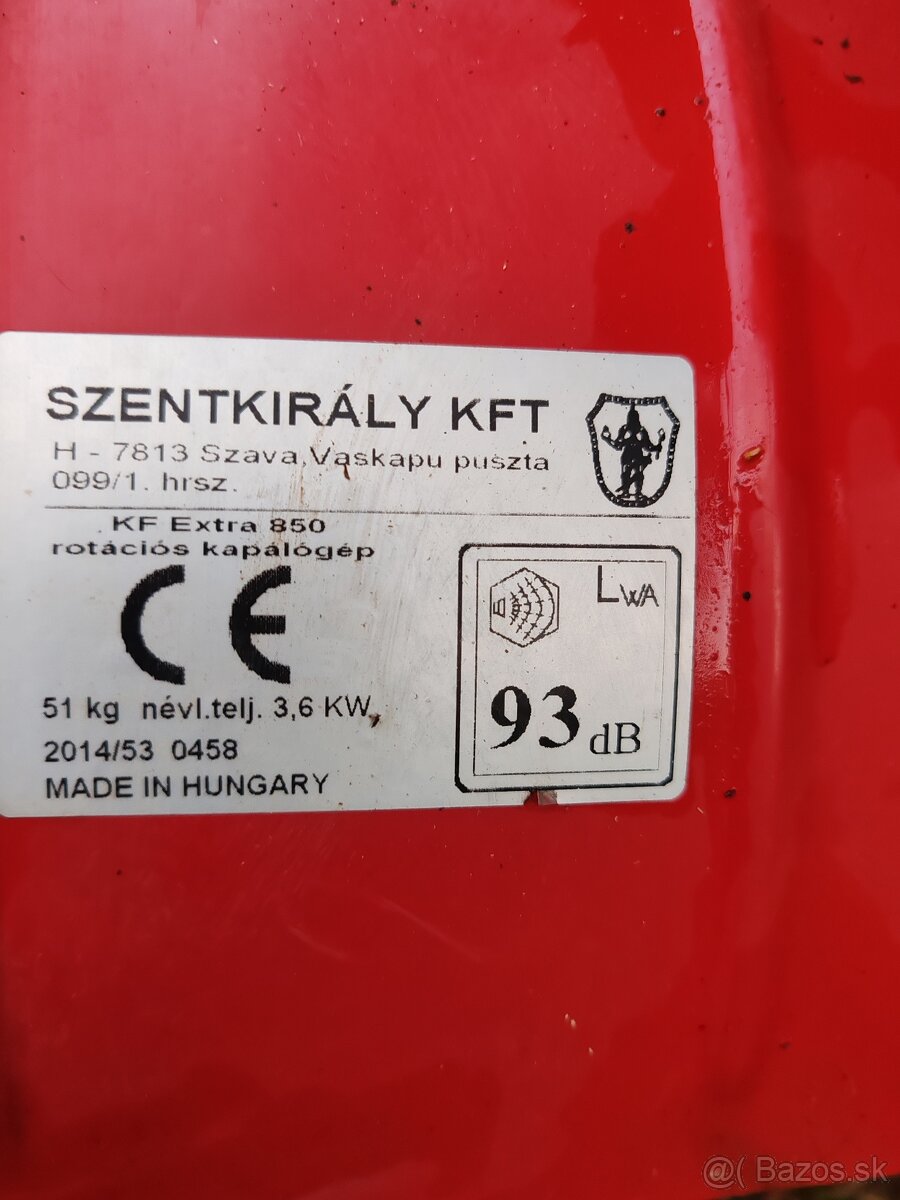 SZENTKIRÁLY KFT
H - 7813 Szava,Vaskapu puszta
099/1. hrsz.
KF Extra 850
rotációs kapálógép
CE
LWA
93 dB
51 kg névl.telj. 3,6 KW,
2014/53 0458
MADE IN HUNGARY
@( Bazos.sk